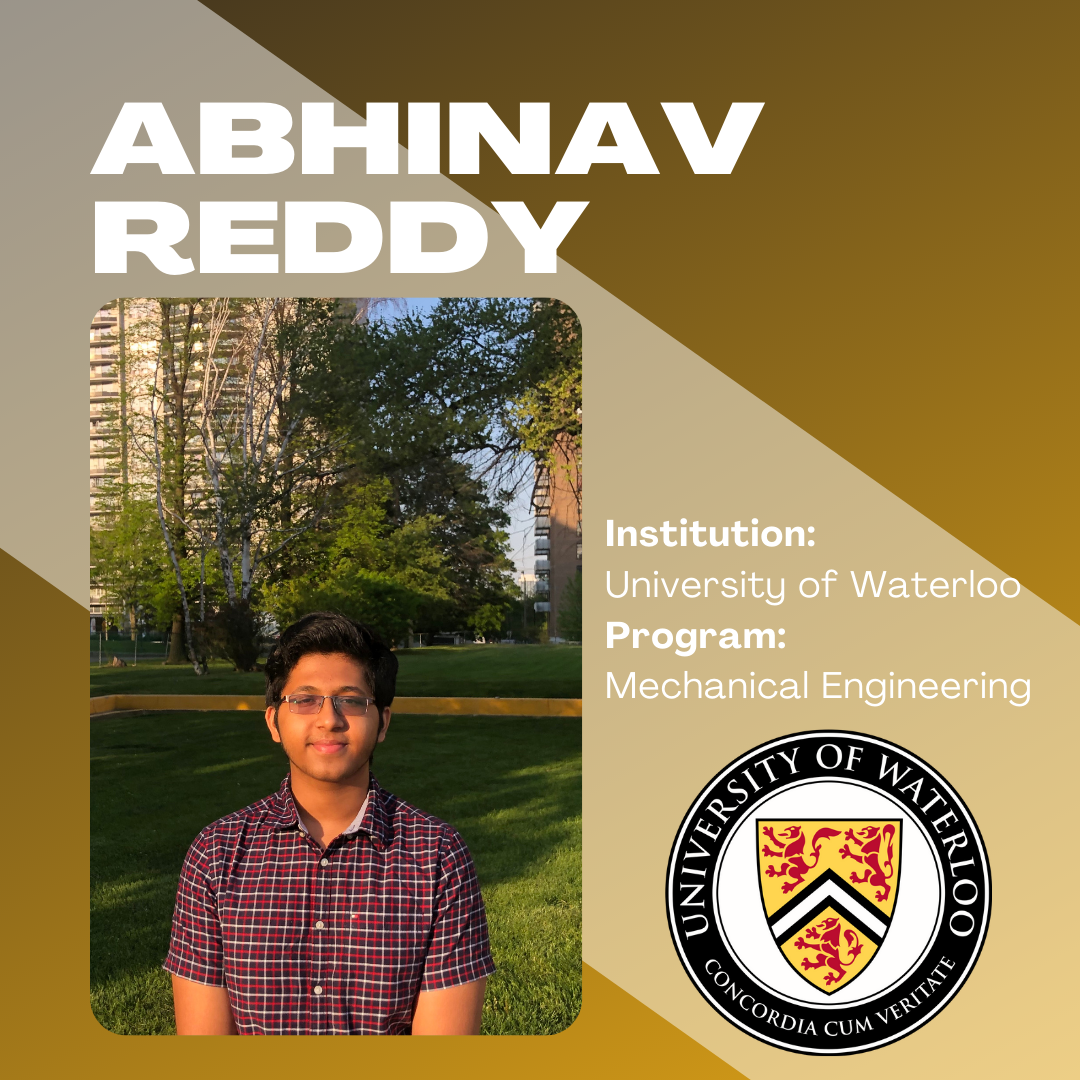 ABHINAV
REDDY
Institution:
University of Waterloo
Program:
Mechanical Engineering
UNIVERSITY OF WATERLOO
CONCORDIA CUM VERITATE